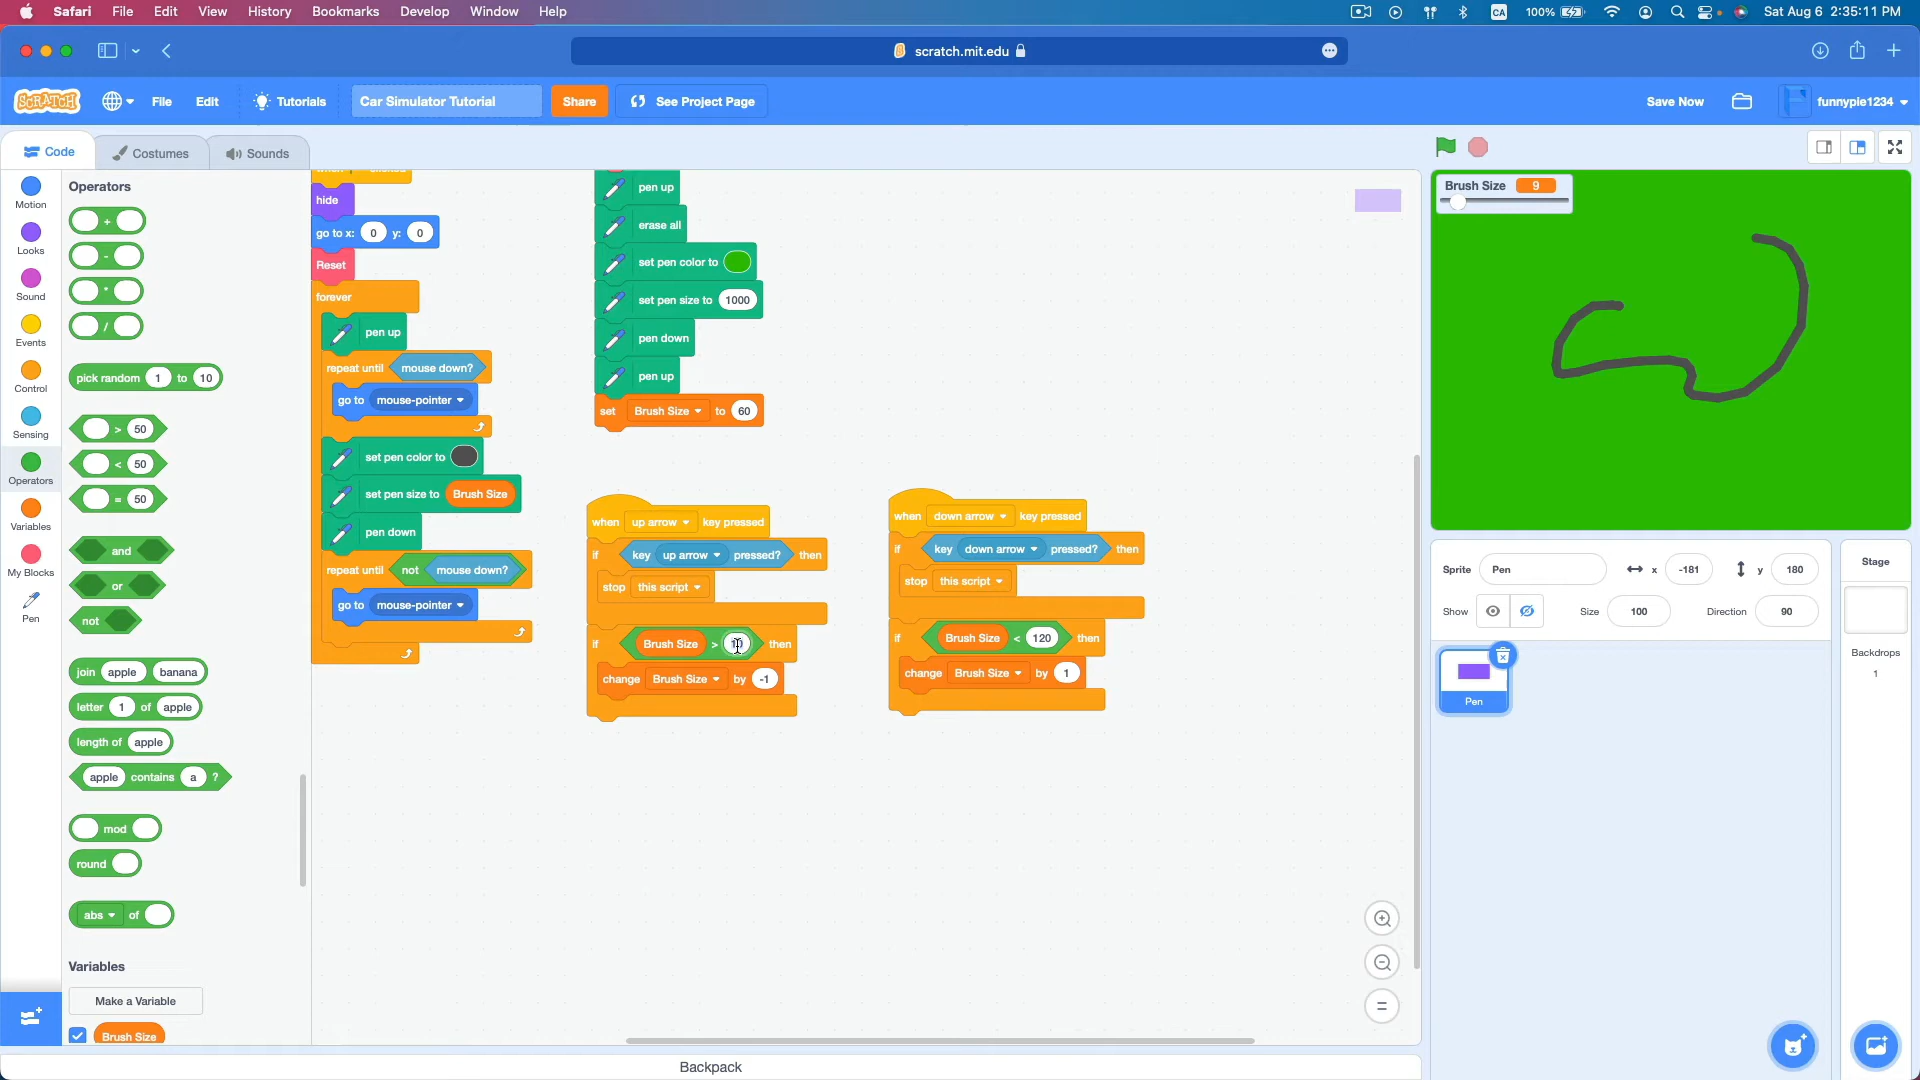 Safari File Edit View History Bookmarks Develop Window Help
CA 100% Sat Aug 6 2:35:11 PM
scratch.mit.edu
SCRATCH File Edit Tutorials Car Simulator Tutorial Share See Project Page Save Now funnypie1234
Code Costumes Sounds
Motion
Looks
Sound
Events
Control
Sensing
Operators
Variables
My Blocks
Pen
Operators
+
-
*
/
pick random 1 to 10
> 50
< 50
= 50
and
or
not
join apple banana
letter 1 of apple
length of apple
apple contains a ?
mod
round
abs of
Variables
Make a Variable
Brush Size
hide
go to x: 0 y: 0
Reset
forever
pen up
repeat until mouse down?
go to mouse-pointer
set pen color to
set pen size to Brush Size
pen down
repeat until not mouse down?
go to mouse-pointer
pen up
erase all
set pen color to
set pen size to 1000
pen down
pen up
set Brush Size to 60
when up arrow key pressed
if key up arrow pressed? then
stop this script
if Brush Size > then
change Brush Size by -1
when down arrow key pressed
if key down arrow pressed? then
stop this script
if Brush Size < 120 then
change Brush Size by 1
Backpack
Brush Size 9
Sprite Pen x -181 y 180
Show Size 100 Direction 90
Pen
Stage
Backdrops
1